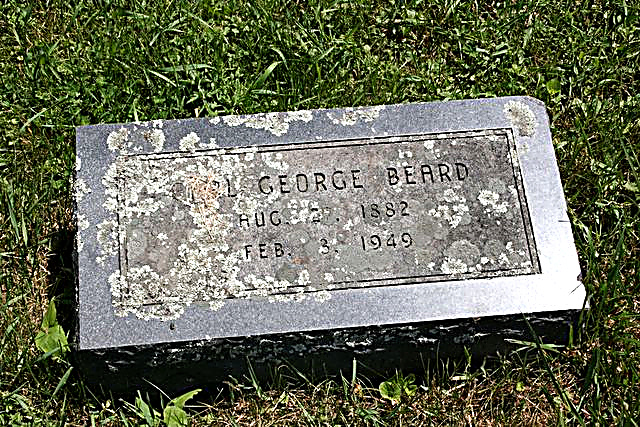 GEORGE BEARD
AUG. 1882
FEB. 3, 1949